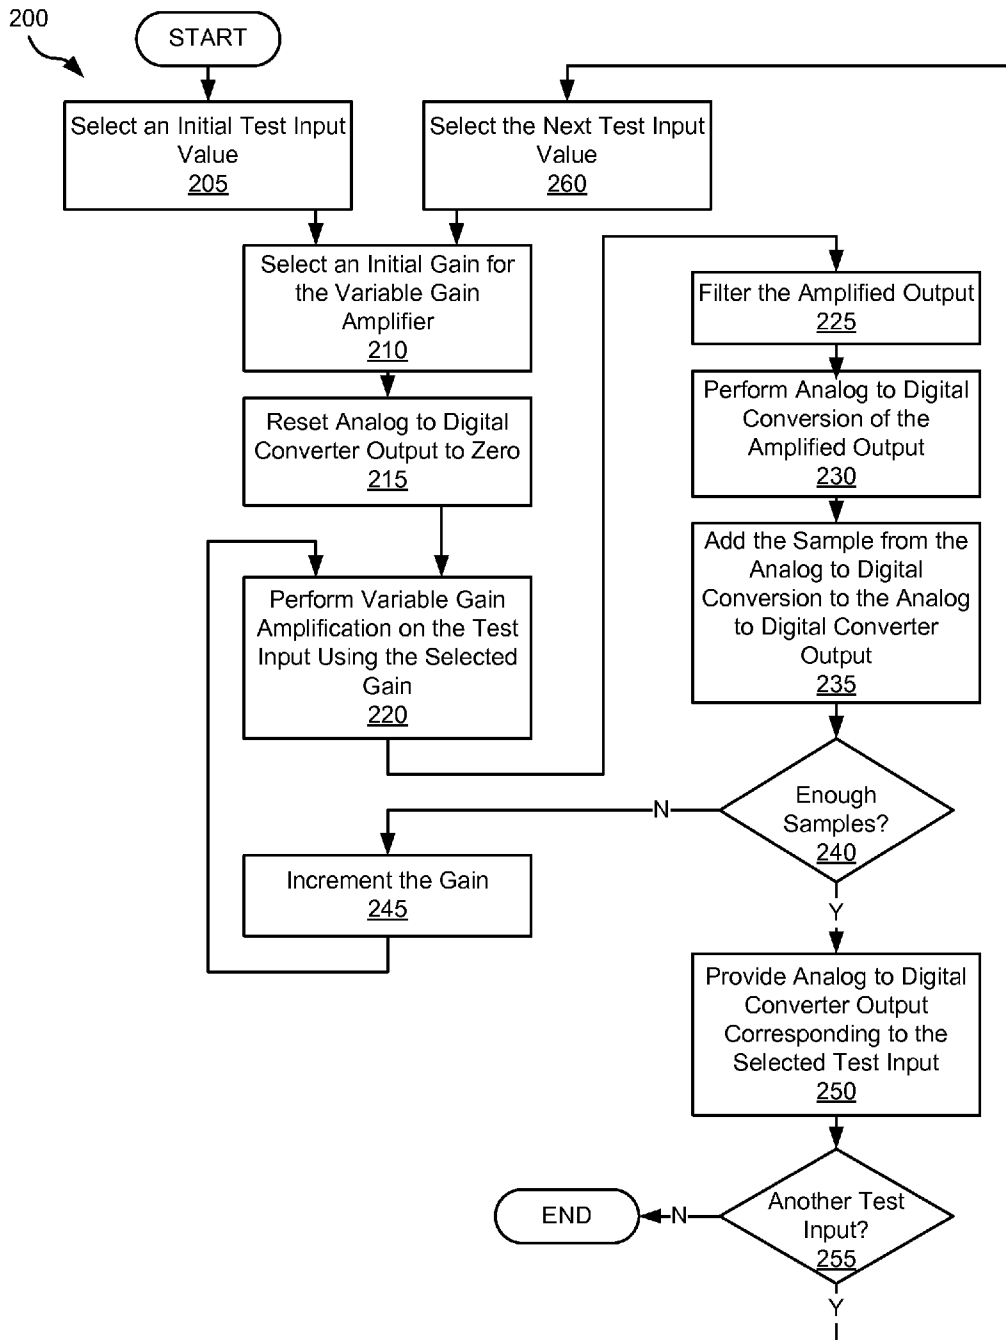 200
START
Select an Initial Test Input
Value
205
Select the Next Test Input
Value
260
Select an Initial Gain for
the Variable Gain
Amplifier
210
Reset Analog to Digital
Converter Output to Zero
215
Perform Variable Gain
Amplification on the Test
Input Using the Selected
Gain
220
Filter the Amplified Output
225
Perform Analog to Digital
Conversion of the
Amplified Output
230
Add the Sample from the
Analog to Digital
Conversion to the Analog
to Digital Converter
Output
235
Enough
Samples?
240
N
Increment the Gain
245
Y
Provide Analog to Digital
Converter Output
Corresponding to the
Selected Test Input
250
Another Test
Input?
255
N
END
Y